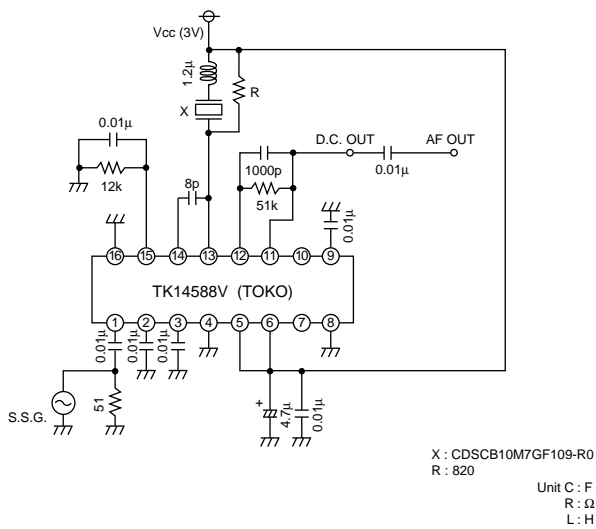 Vcc (3V)
1.2μ
R
X
0.01μ
12k
8p
1000p
51k
D.C. OUT
0.01μ
AF OUT
0.01μ
16 15 14 13 12 11 10 9
TK14588V (TOKO)
1 2 3 4 5 6 7 8
0.01μ
0.01μ
0.01μ
S.S.G.
51
+
4.7μ
0.01μ
X : CDSCB10M7GF109-R0
R : 820
Unit C : F
R : Ω
L : H